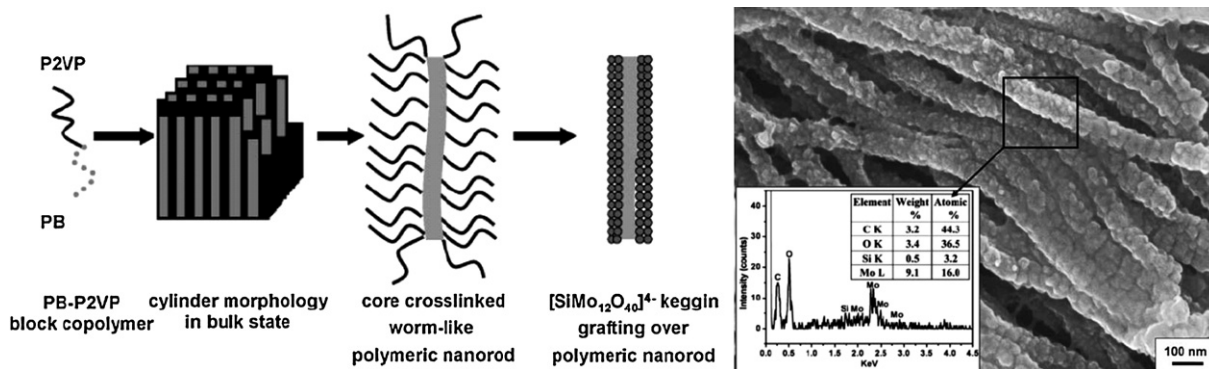 P2VP
PB
PB-P2VP
block copolymer
cylinder morphology
in bulk state
core crosslinked
worm-like
polymeric nanorod
[SiMo₁₂O₄₀]⁴⁻ keggin
grafting over
polymeric nanorod
Element Weight % Atomic %
C K 3.2 44.3
O K 3.4 36.5
Si K 0.5 3.2
Mo L 9.1 16.0
Intensity (counts)
40
20
0
C
O
Si Mo
Mo
Mo
Mo
0.0 0.5 1.0 1.5 2.0 2.5 3.0 3.5 4.0 4.5
KeV
100 nm